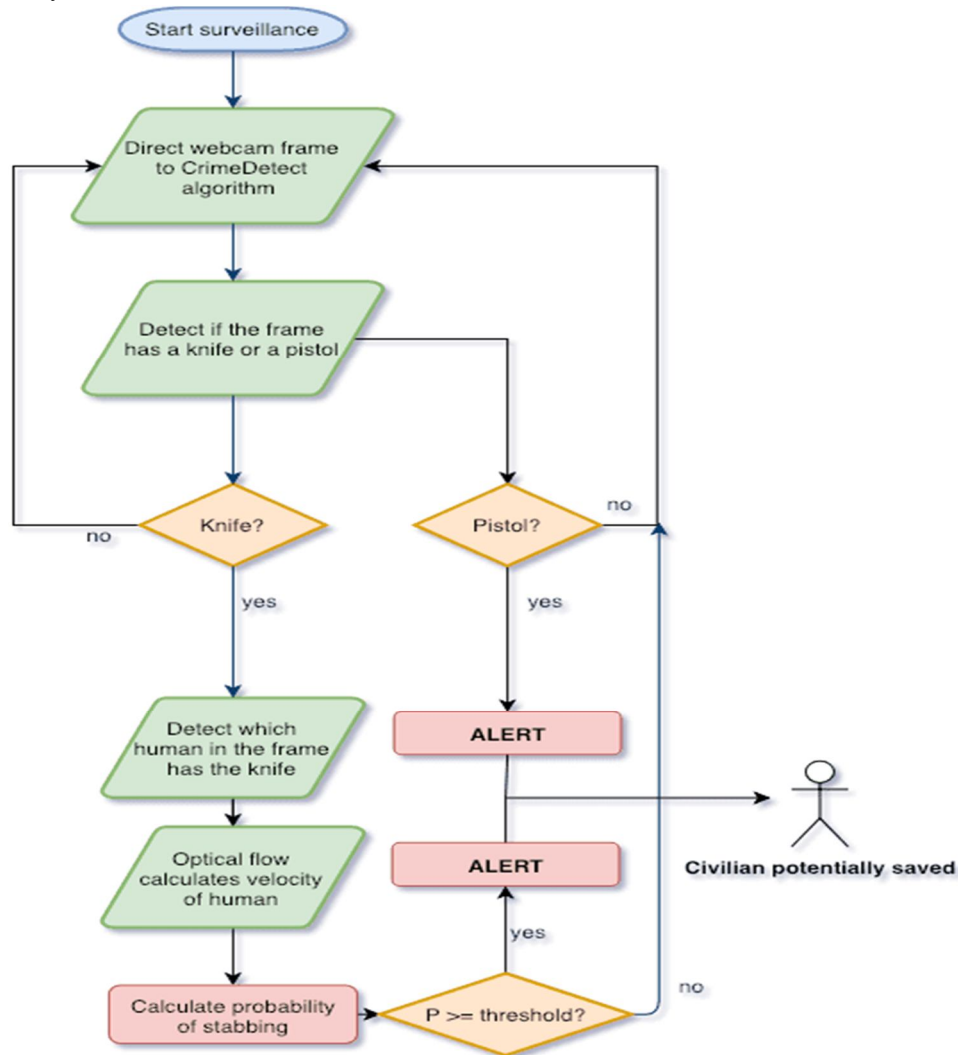 Start surveillance
Direct webcam frame
to CrimeDetect
algorithm
Detect if the frame
has a knife or a pistol
Knife?
Pistol?
no
no
yes
yes
Detect which
human in the frame
has the knife
ALERT
Optical flow
calculates velocity
of human
ALERT
Civilian potentially saved
yes
no
Calculate probability
of stabbing
P >= threshold?